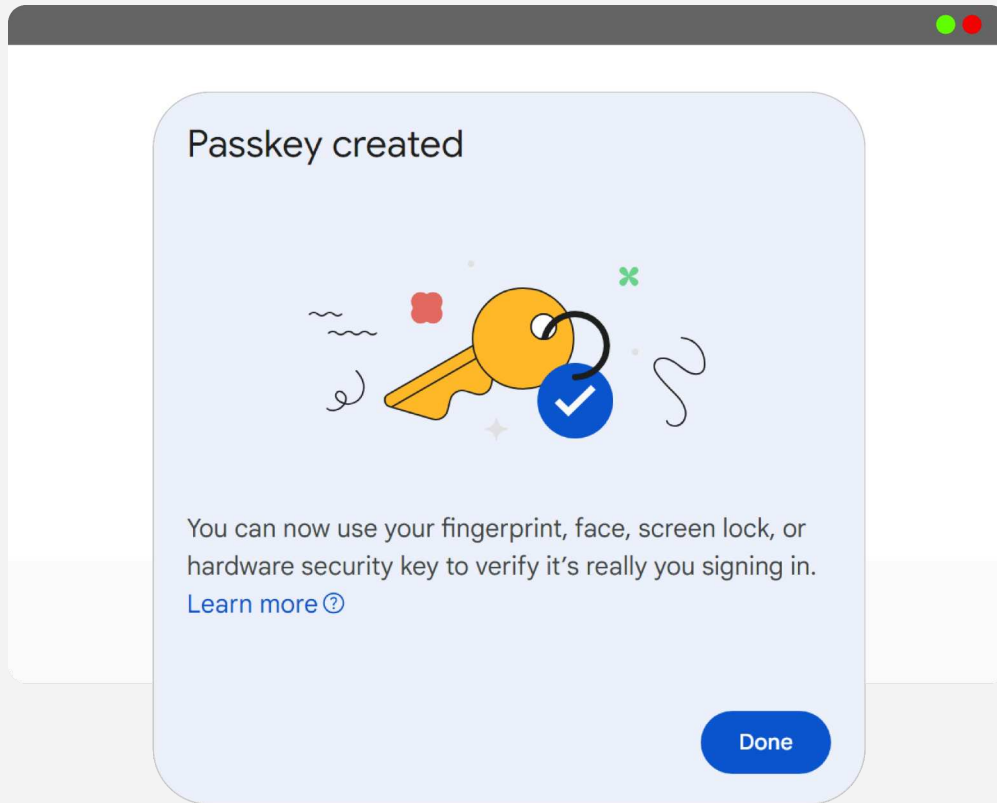 Passkey created
You can now use your fingerprint, face, screen lock, or
hardware security key to verify it’s really you signing in.
Learn more
Done